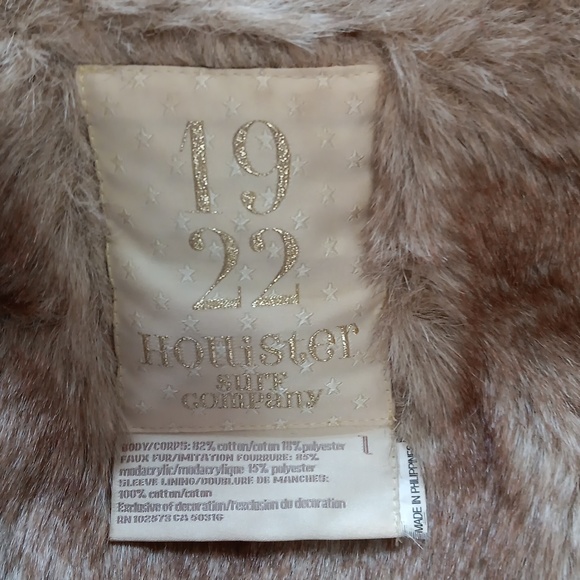 19
22
Hollister
SURF
COMPANY
BODY/CORPS: 82% cotton/coton 18% polyester
FAUX FUR/IMITATION FOURRURE: 85%
modacrylic/modacrylique 15% polyester
SLEEVE LINING/DOUBLURE DE MANCHES:
100% cotton/coton
Exclusive of decoration/l'exclusion du decoration
RN 102573 CA 50316
MADE IN PHILIPPINES